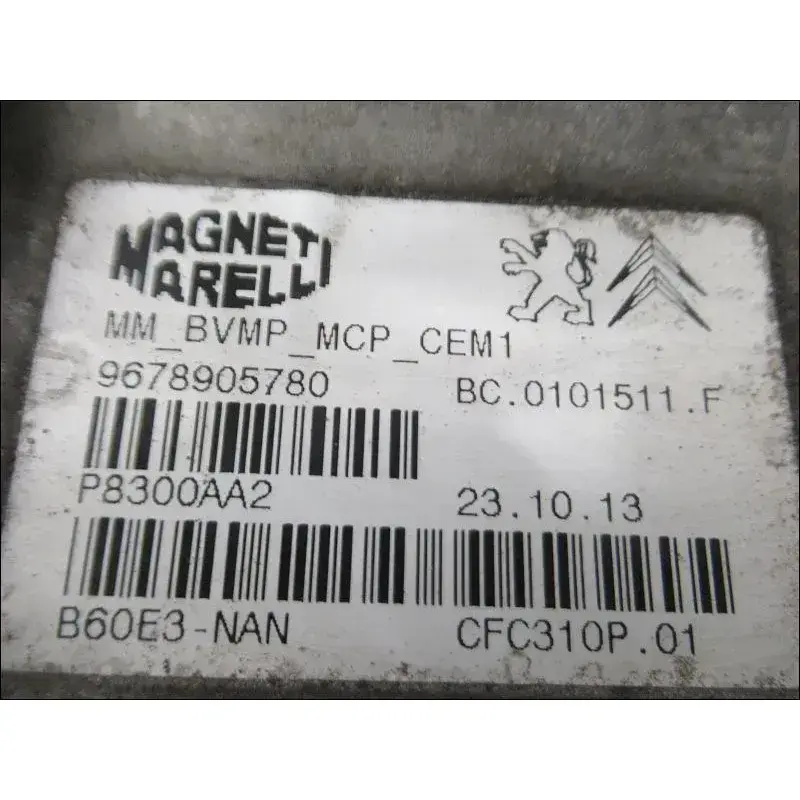 MAGNETI
MARELLI
MM_BVMP_MCP_CEM1
9678905780 BC.0101511.F
P8300AA2 23.10.13
B60E3-NAN CFC310P.01